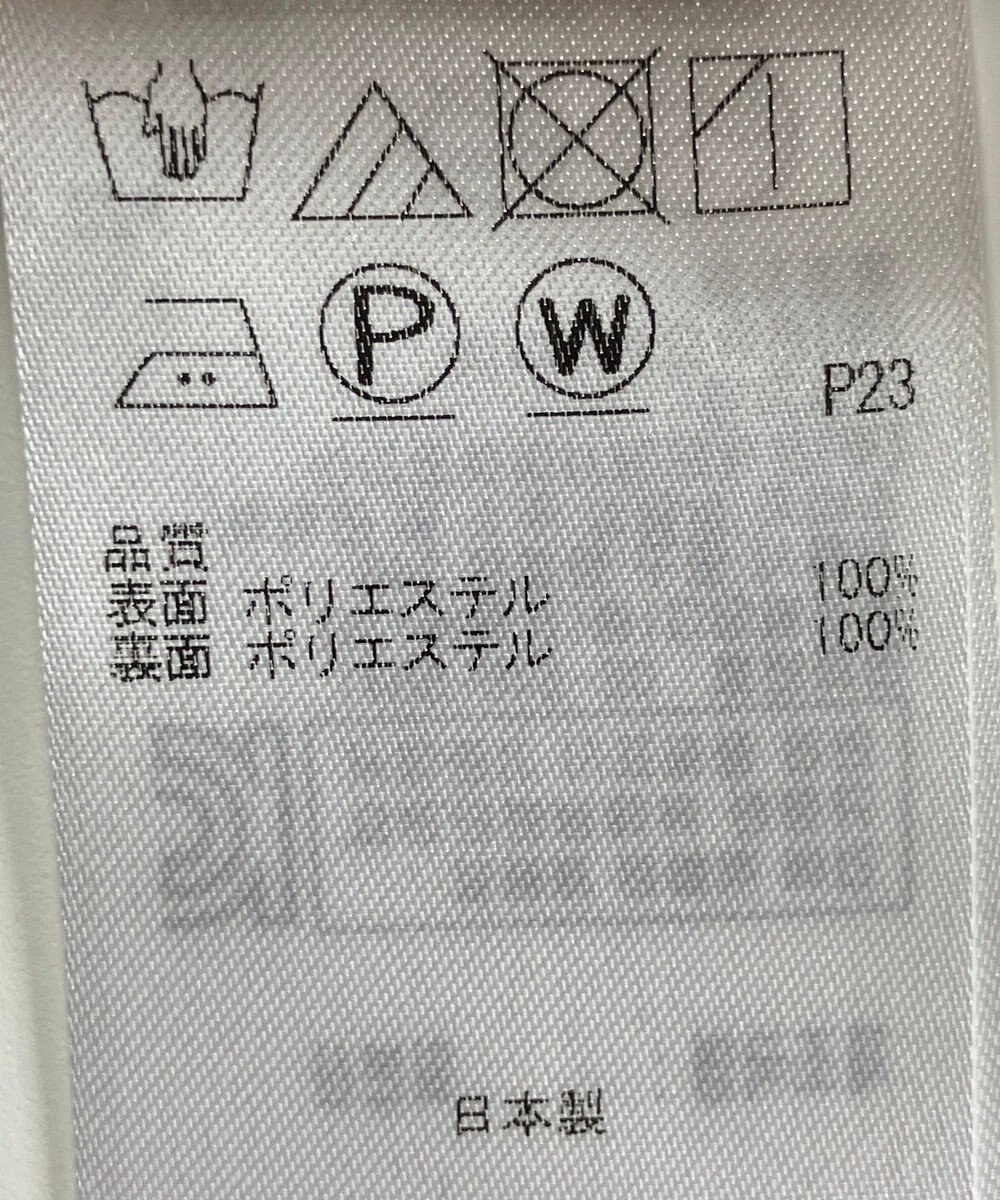 P W P23
品質
表面 ポリエステル 100%
裏面 ポリエステル 100%
日本製